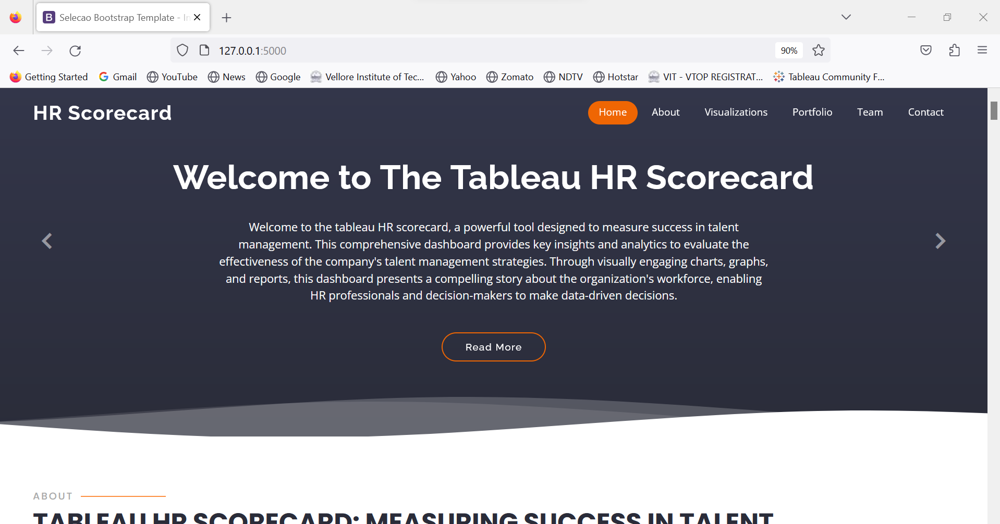 Selecao Bootstrap Template - In
127.0.0.1:5000
90%
Getting Started Gmail YouTube News Google Vellore Institute of Tec... Yahoo Zomato NDTV Hotstar VIT - VTOP REGISTRAT... Tableau Community F...
HR Scorecard
Home About Visualizations Portfolio Team Contact
Welcome to The Tableau HR Scorecard
Welcome to the tableau HR scorecard, a powerful tool designed to measure success in talent
management. This comprehensive dashboard provides key insights and analytics to evaluate the
effectiveness of the company's talent management strategies. Through visually engaging charts, graphs,
and reports, this dashboard presents a compelling story about the organization's workforce, enabling
HR professionals and decision-makers to make data-driven decisions.
Read More
ABOUT
TABLEAU HR SCORECARD: MEASURING SUCCESS IN TALENT